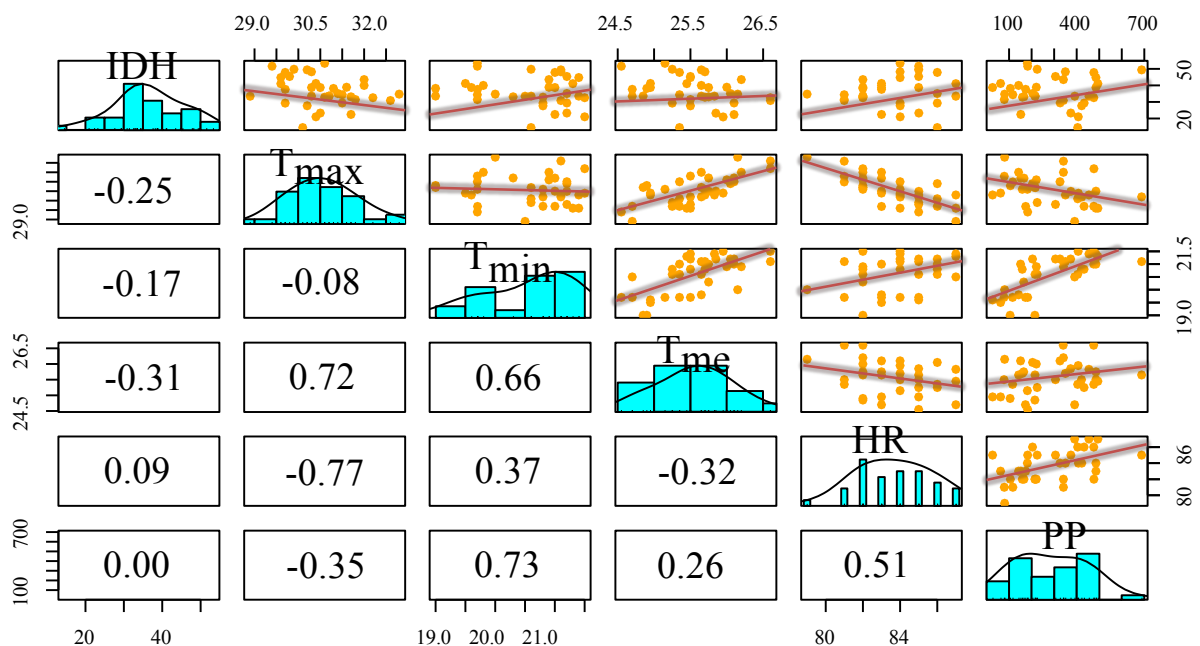 29.0 30.5 32.0 24.5 25.5 26.5 100 400 700
IDH 20 50
29.0 -0.25 Tmax
-0.17 -0.08 Tmin 19.0 21.5
24.5 26.5 -0.31 0.72 0.66 Tme
0.09 -0.77 0.37 -0.32 HR 80 86
100 700 0.00 -0.35 0.73 0.26 0.51 PP
20 40 19.0 20.0 21.0 80 84